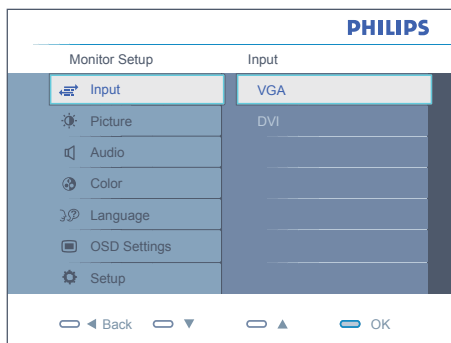 PHILIPS
Monitor Setup Input
Input VGA
Picture DVI
Audio
Color
Language
OSD Settings
Setup
Back OK